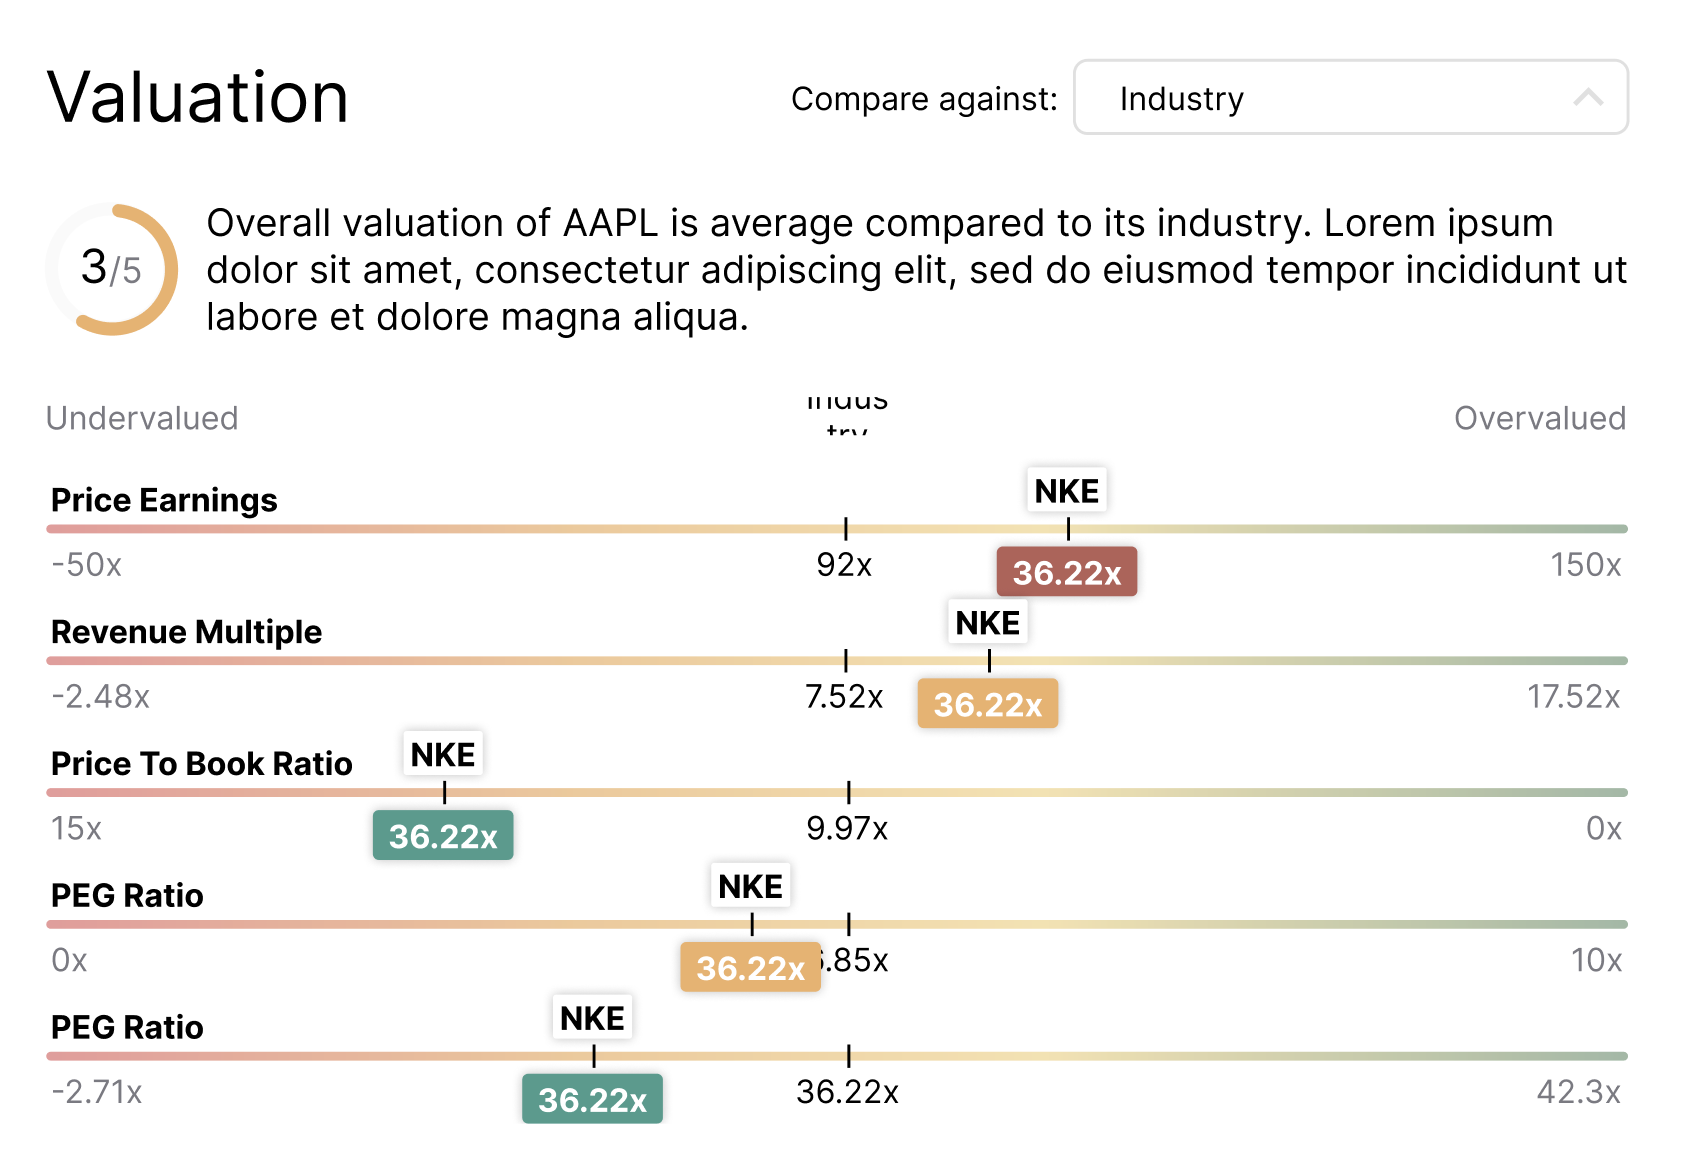 Valuation
Compare against:
Industry
3/5
Overall valuation of AAPL is average compared to its industry. Lorem ipsum
dolor sit amet, consectetur adipiscing elit, sed do eiusmod tempor incididunt ut
labore et dolore magna aliqua.
Undervalued
Indus
try
Overvalued
Price Earnings
NKE
-50x
92x
36.22x
150x
Revenue Multiple
NKE
-2.48x
7.52x
36.22x
17.52x
Price To Book Ratio
NKE
15x
36.22x
9.97x
0x
PEG Ratio
NKE
0x
36.22x
.85x
10x
PEG Ratio
NKE
-2.71x
36.22x
36.22x
42.3x